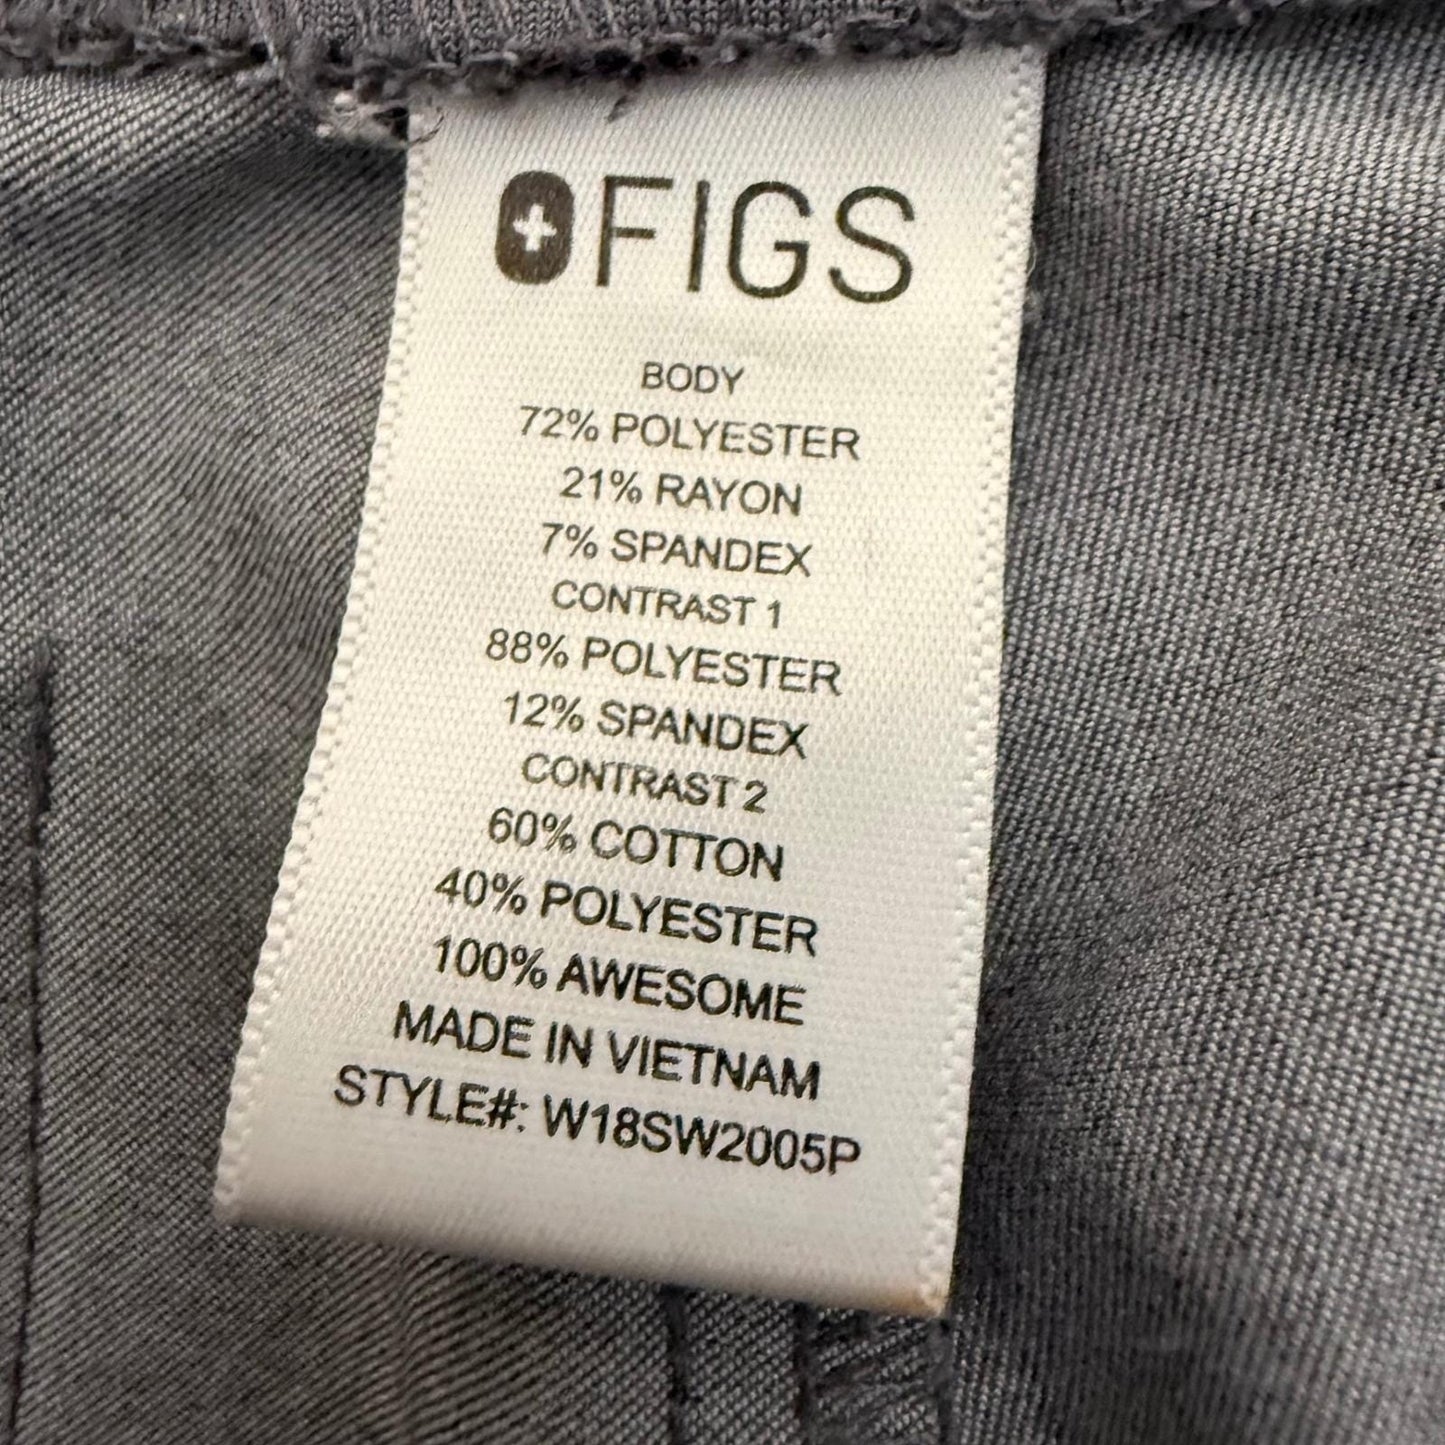 FIGS
BODY
72% POLYESTER
21% RAYON
7% SPANDEX
CONTRAST 1
88% POLYESTER
12% SPANDEX
CONTRAST 2
60% COTTON
40% POLYESTER
100% AWESOME
MADE IN VIETNAM
STYLE#: W18SW2005P